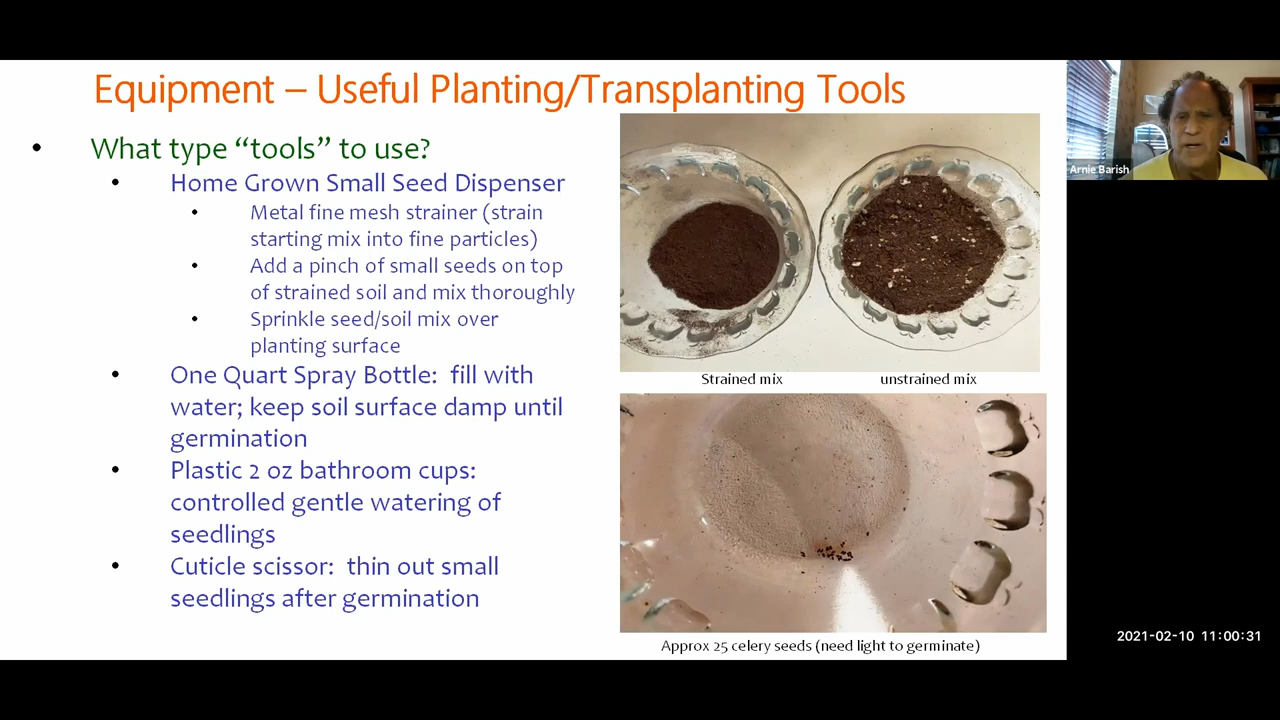 Equipment – Useful Planting/Transplanting Tools
• What type “tools” to use?
• Home Grown Small Seed Dispenser
• Metal fine mesh strainer (strain
starting mix into fine particles)
• Add a pinch of small seeds on top
of strained soil and mix thoroughly
• Sprinkle seed/soil mix over
planting surface
• One Quart Spray Bottle: fill with
water; keep soil surface damp until
germination
• Plastic 2 oz bathroom cups:
controlled gentle watering of
seedlings
• Cuticle scissor: thin out small
seedlings after germination
Strained mix
unstrained mix
Approx 25 celery seeds (need light to germinate)
Arnie Barish
2021-02-10 11:00:31